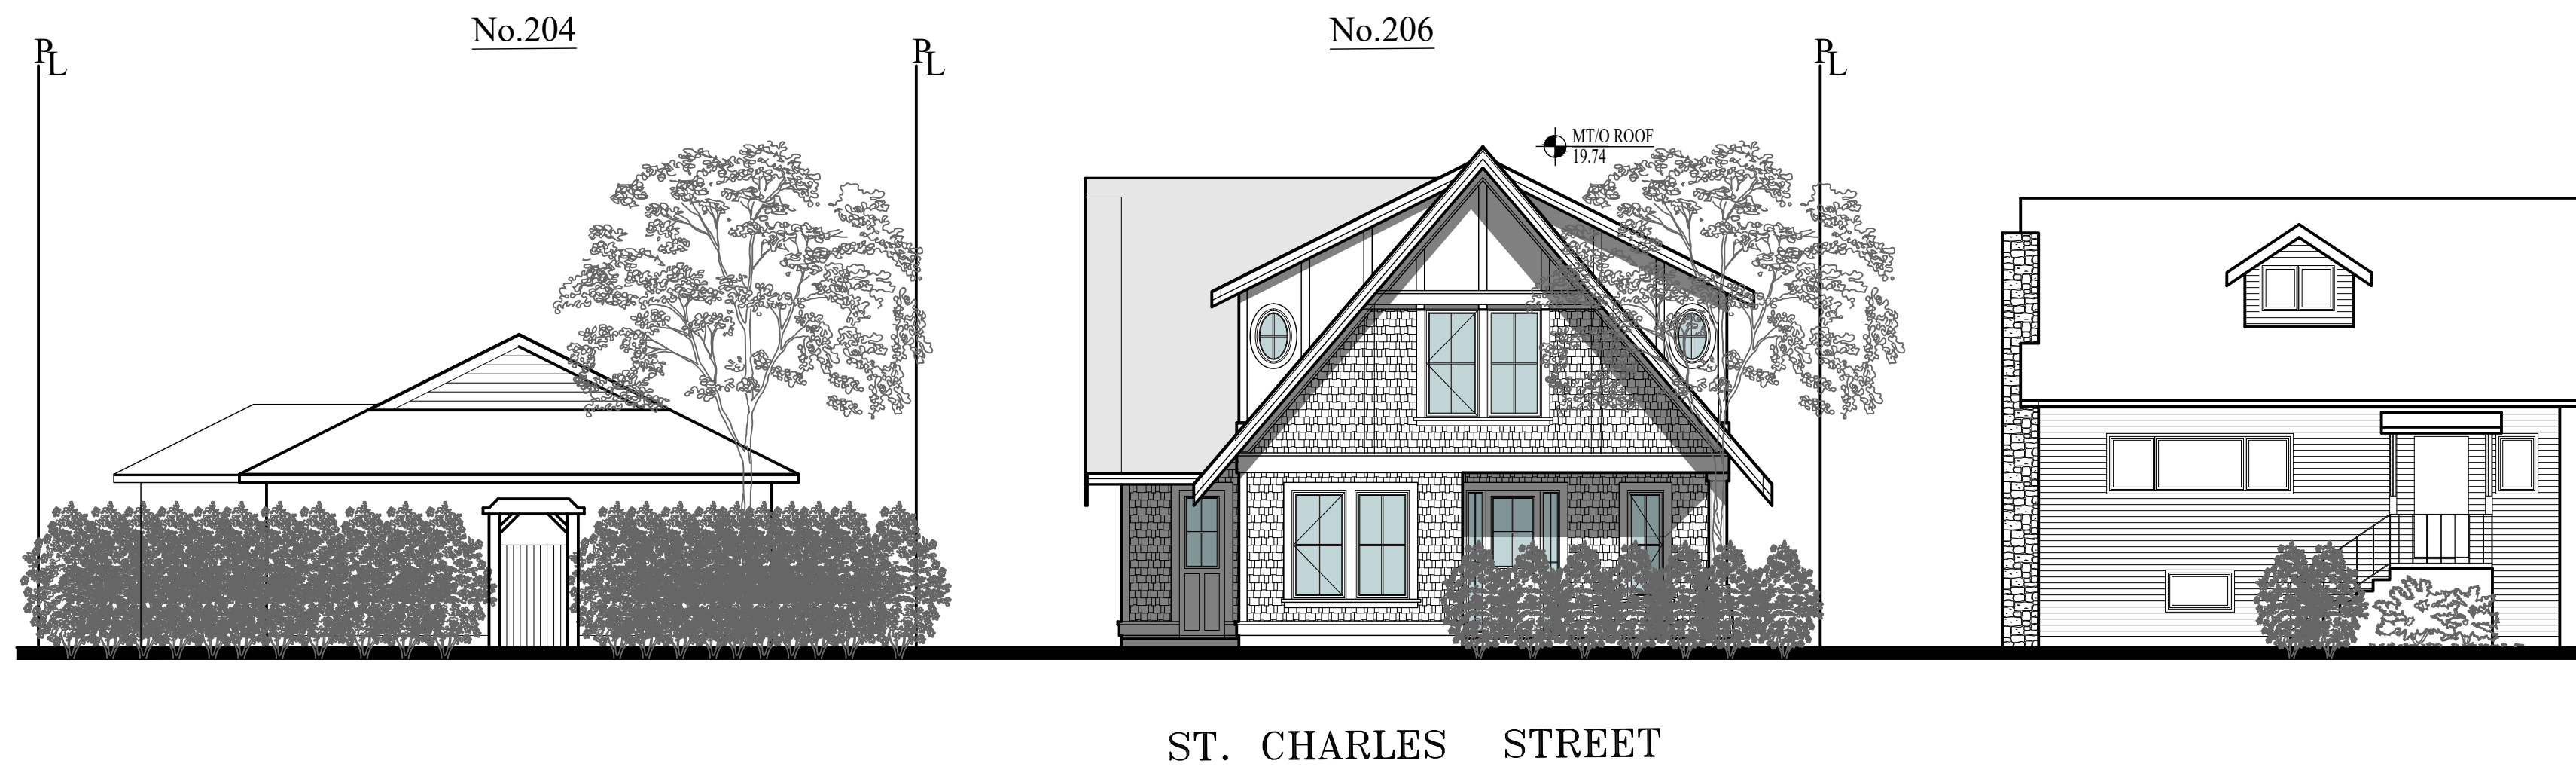 No.204
No.206
PL
PL
PL
MT/O ROOF
19.74
ST. CHARLES STREET